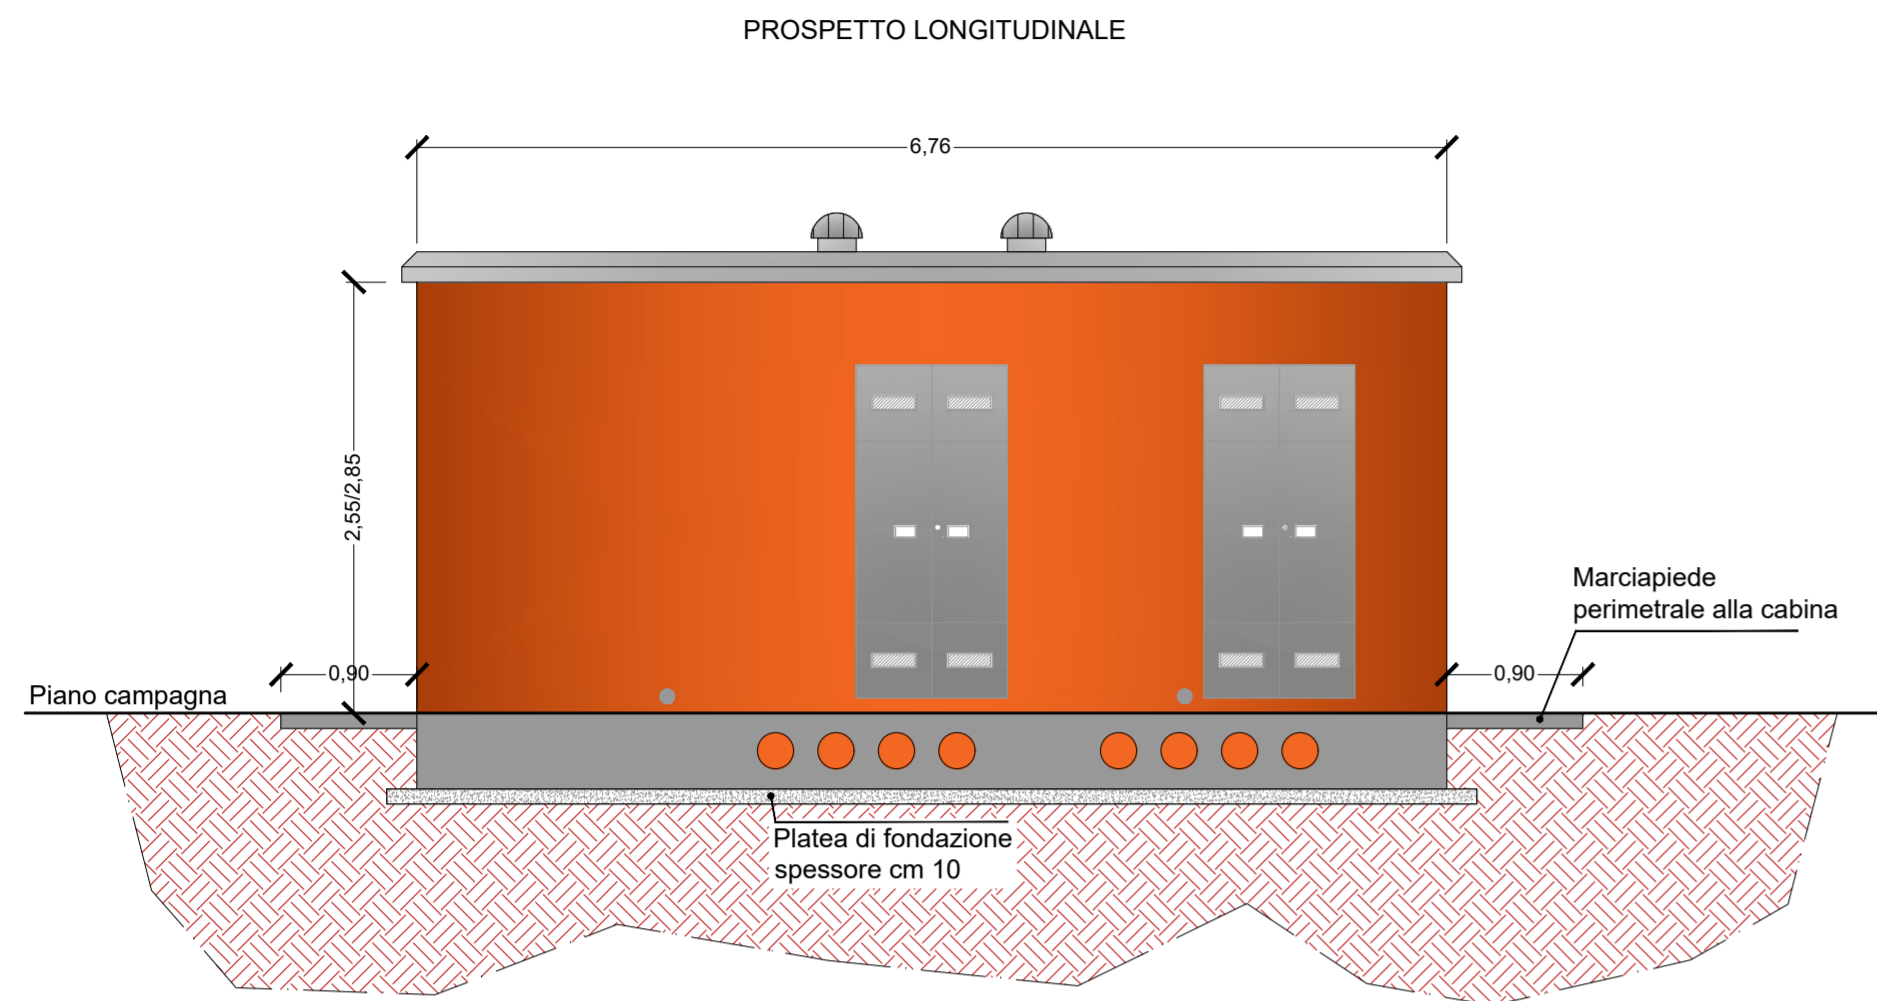 PROSPETTO LONGITUDINALE
6,76
2,55/2,85
Marciapiede
perimetrale alla cabina
0,90
0,90
Piano campagna
Platea di fondazione
spessore cm 10